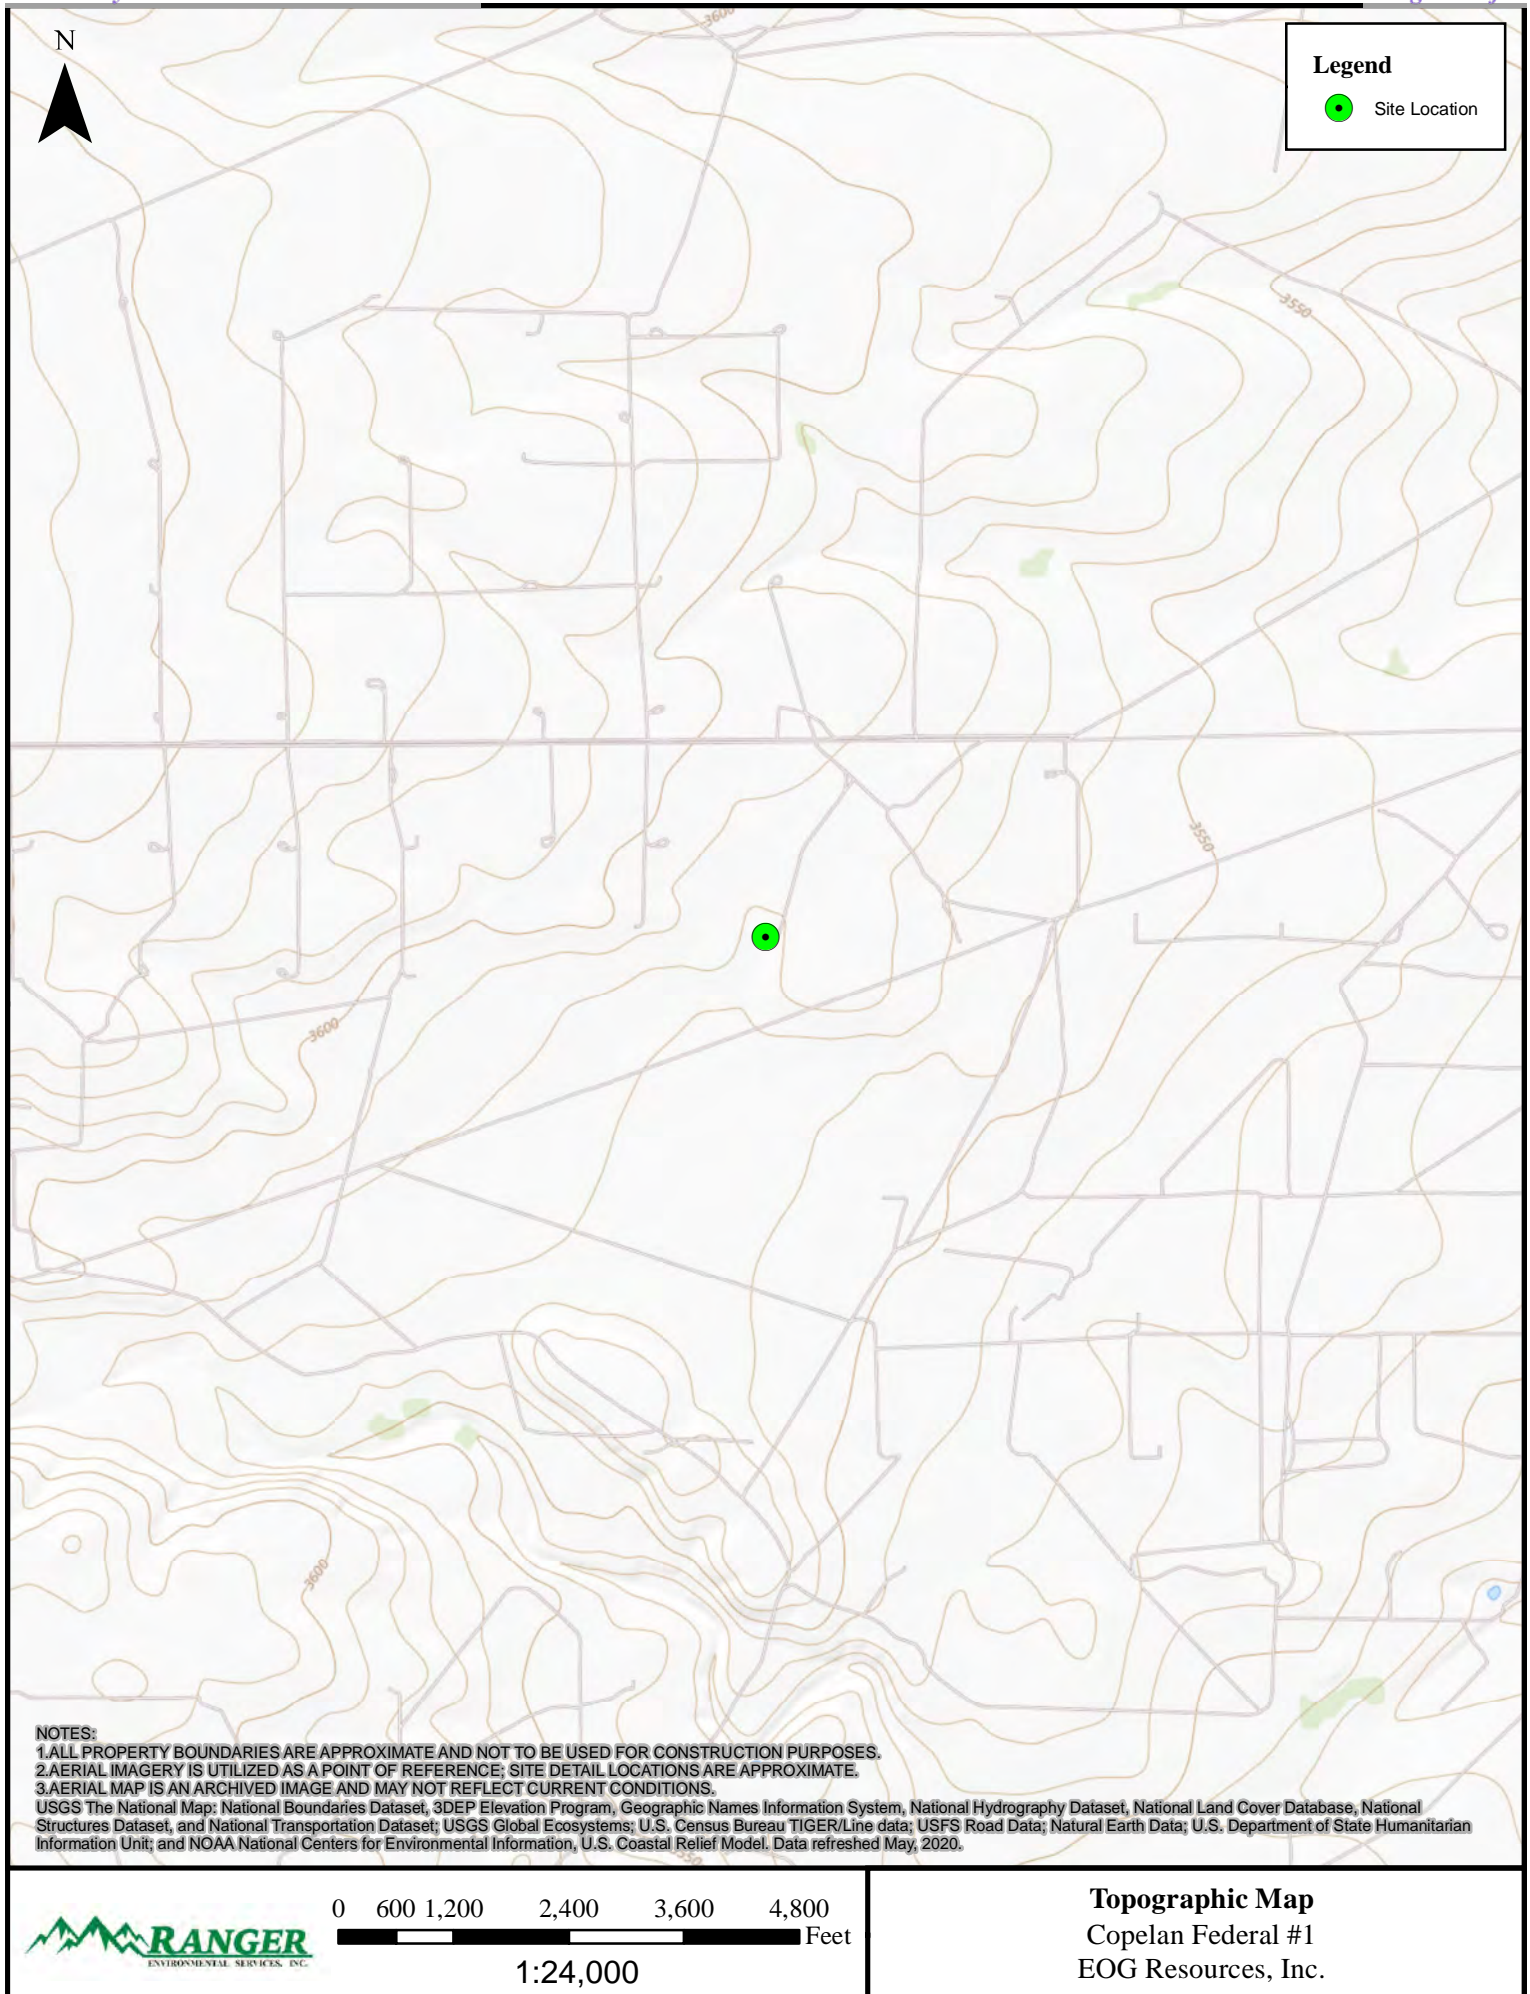 N
Legend
Site Location
3600
3550
3550
3600
3600
NOTES:
1.ALL PROPERTY BOUNDARIES ARE APPROXIMATE AND NOT TO BE USED FOR CONSTRUCTION PURPOSES.
2.AERIAL IMAGERY IS UTILIZED AS A POINT OF REFERENCE; SITE DETAIL LOCATIONS ARE APPROXIMATE.
3.AERIAL MAP IS AN ARCHIVED IMAGE AND MAY NOT REFLECT CURRENT CONDITIONS.
USGS The National Map: National Boundaries Dataset, 3DEP Elevation Program, Geographic Names Information System, National Hydrography Dataset, National Land Cover Database, National
Structures Dataset, and National Transportation Dataset; USGS Global Ecosystems; U.S. Census Bureau TIGER/Line data; USFS Road Data; Natural Earth Data; U.S. Department of State Humanitarian
Information Unit; and NOAA National Centers for Environmental Information, U.S. Coastal Relief Model. Data refreshed May, 2020.
RANGER
ENVIRONMENTAL SERVICES, INC.
0 600 1,200 2,400 3,600 4,800
Feet
1:24,000
Topographic Map
Copelan Federal #1
EOG Resources, Inc.